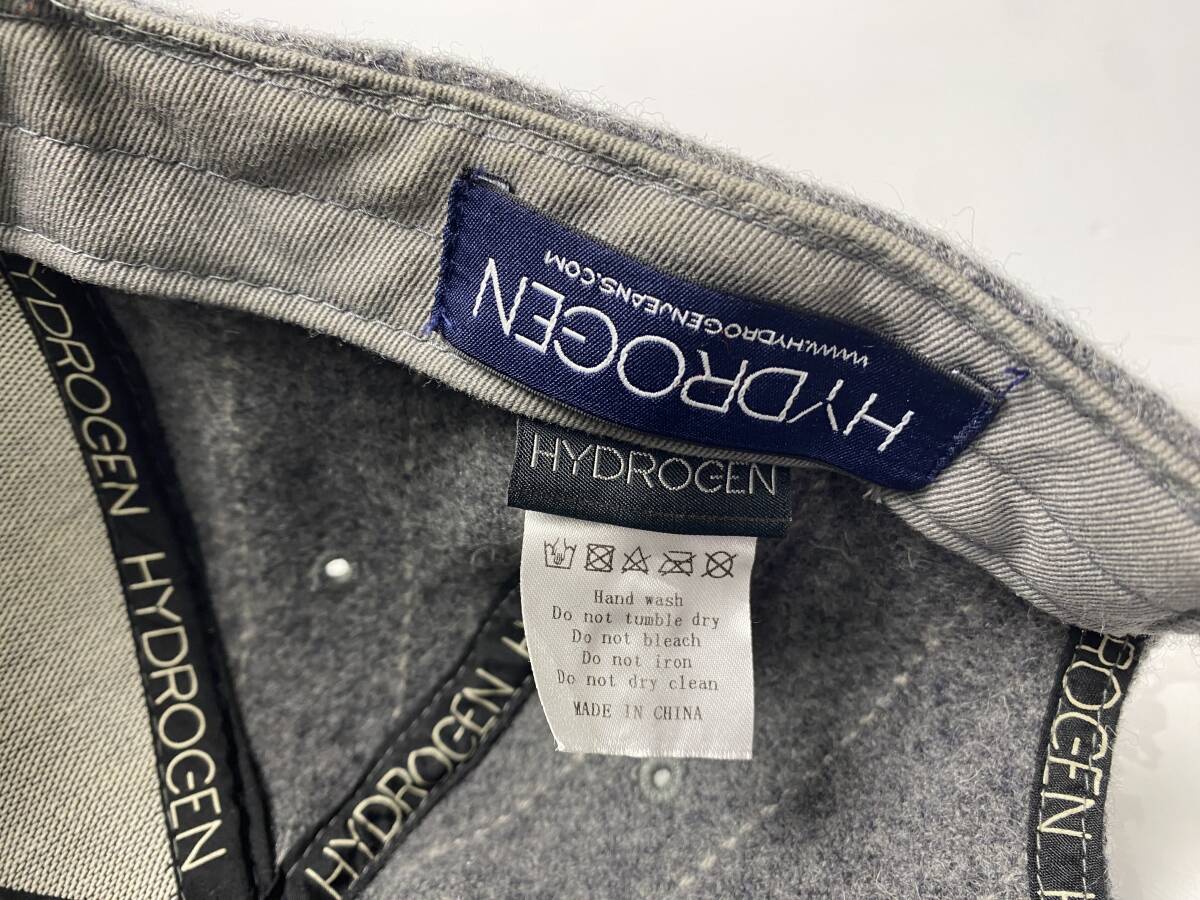 HYDROGEN
WWW.HYDROGENJEANS.COM
HYDROGEN
Hand wash
Do not tumble dry
Do not bleach
Do not iron
Do not dry clean
MADE IN CHINA
HYDROGEN HYDROGEN
HYDROGEN H
ROGEN H